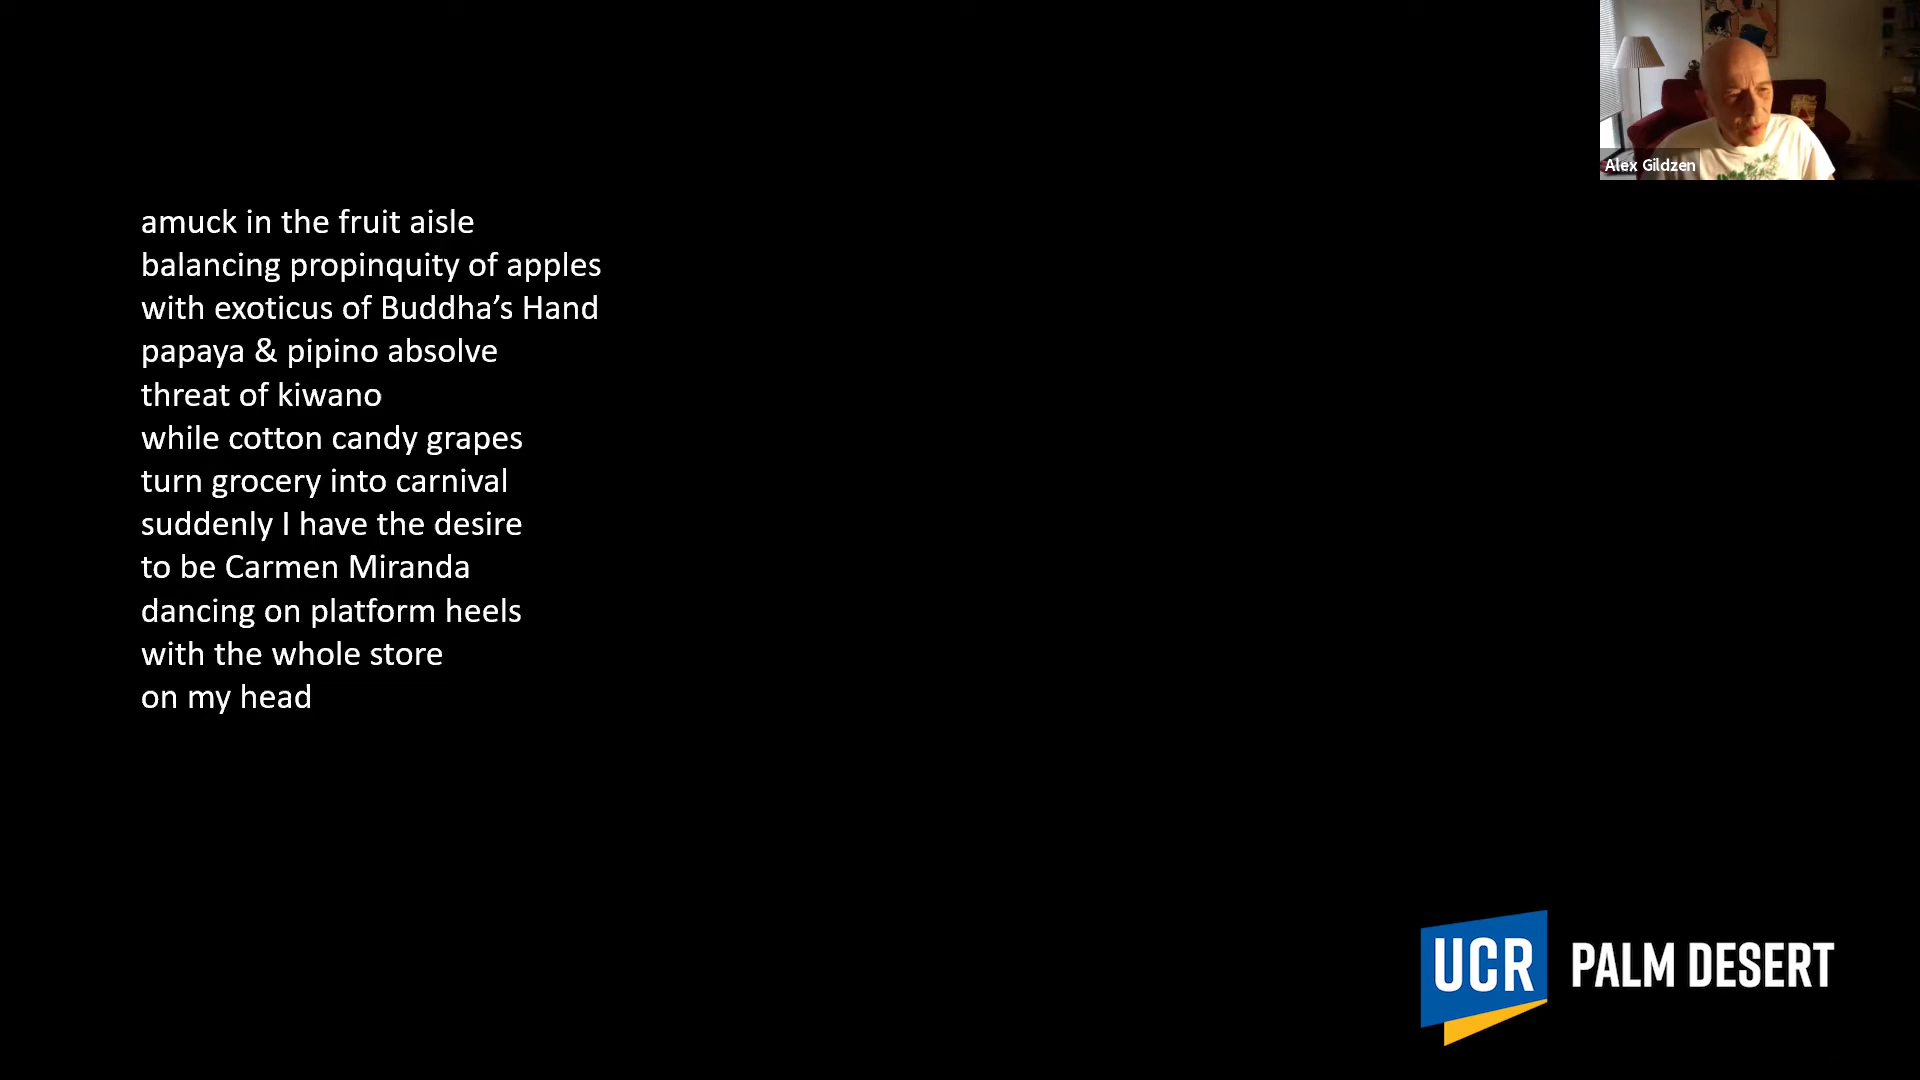 Alex Gildzen
amuck in the fruit aisle
balancing propinquity of apples
with exoticus of Buddha’s Hand
papaya & pipino absolve
threat of kiwano
while cotton candy grapes
turn grocery into carnival
suddenly I have the desire
to be Carmen Miranda
dancing on platform heels
with the whole store
on my head
UCR PALM DESERT